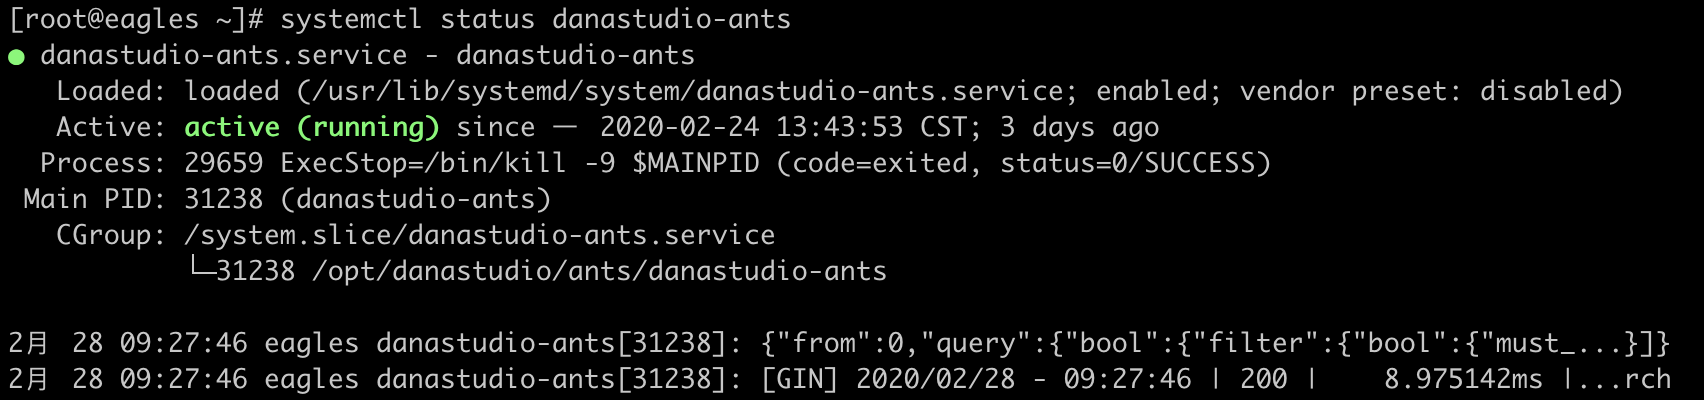 [root@eagles ~]# systemctl status danastudio-ants
● danastudio-ants.service - danastudio-ants
   Loaded: loaded (/usr/lib/systemd/system/danastudio-ants.service; enabled; vendor preset: disabled)
   Active: active (running) since 一 2020-02-24 13:43:53 CST; 3 days ago
  Process: 29659 ExecStop=/bin/kill -9 $MAINPID (code=exited, status=0/SUCCESS)
 Main PID: 31238 (danastudio-ants)
   CGroup: /system.slice/danastudio-ants.service
           └─31238 /opt/danastudio/ants/danastudio-ants
2月 28 09:27:46 eagles danastudio-ants[31238]: {"from":0,"query":{"bool":{"filter":{"bool":{"must_...}]}
2月 28 09:27:46 eagles danastudio-ants[31238]: [GIN] 2020/02/28 - 09:27:46 | 200 |    8.975142ms |...rch